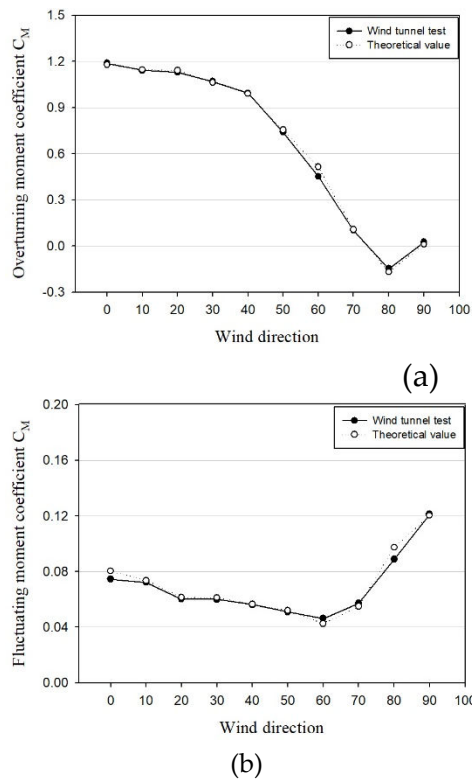 1.5
Wind tunnel test
Theoretical value
1.2
0.9
0.6
0.3
0.0
-0.3
Overturning moment coefficient CM
0 10 20 30 40 50 60 70 80 90 100
Wind direction
(a)
0.20
Wind tunnel test
Theoretical value
0.16
0.12
0.08
0.04
0.00
Fluctuating moment coefficient CM
0 10 20 30 40 50 60 70 80 90 100
Wind direction
(b)